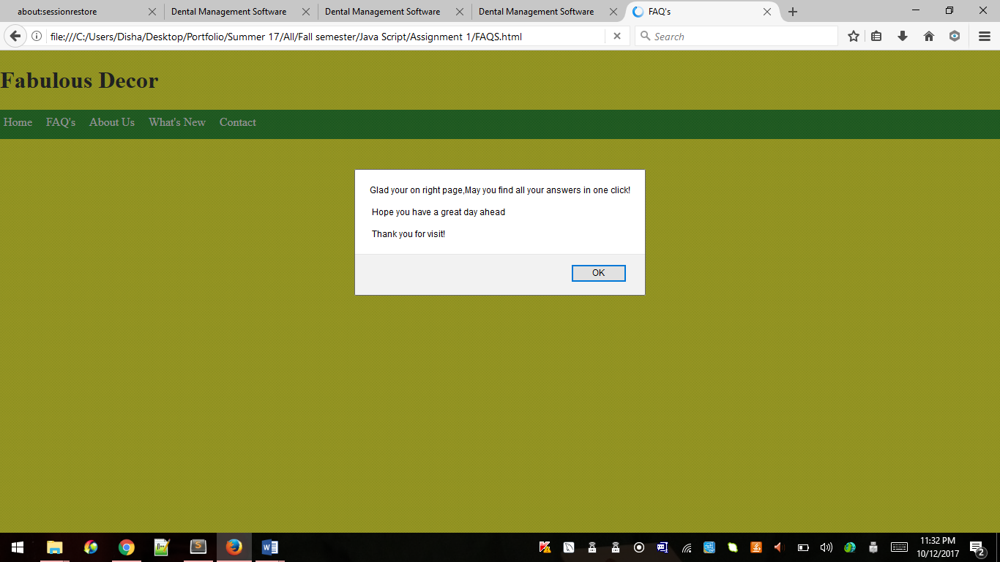 about:sessionrestore
Dental Management Software
Dental Management Software
Dental Management Software
FAQ's
file:///C:/Users/Disha/Desktop/Portfolio/Summer 17/All/Fall semester/Java Script/Assignment 1/FAQS.html
Search
Fabulous Decor
Home FAQ's About Us What's New Contact
Glad your on right page,May you find all your answers in one click!
Hope you have a great day ahead
Thank you for visit!
OK
11:32 PM
10/12/2017
2